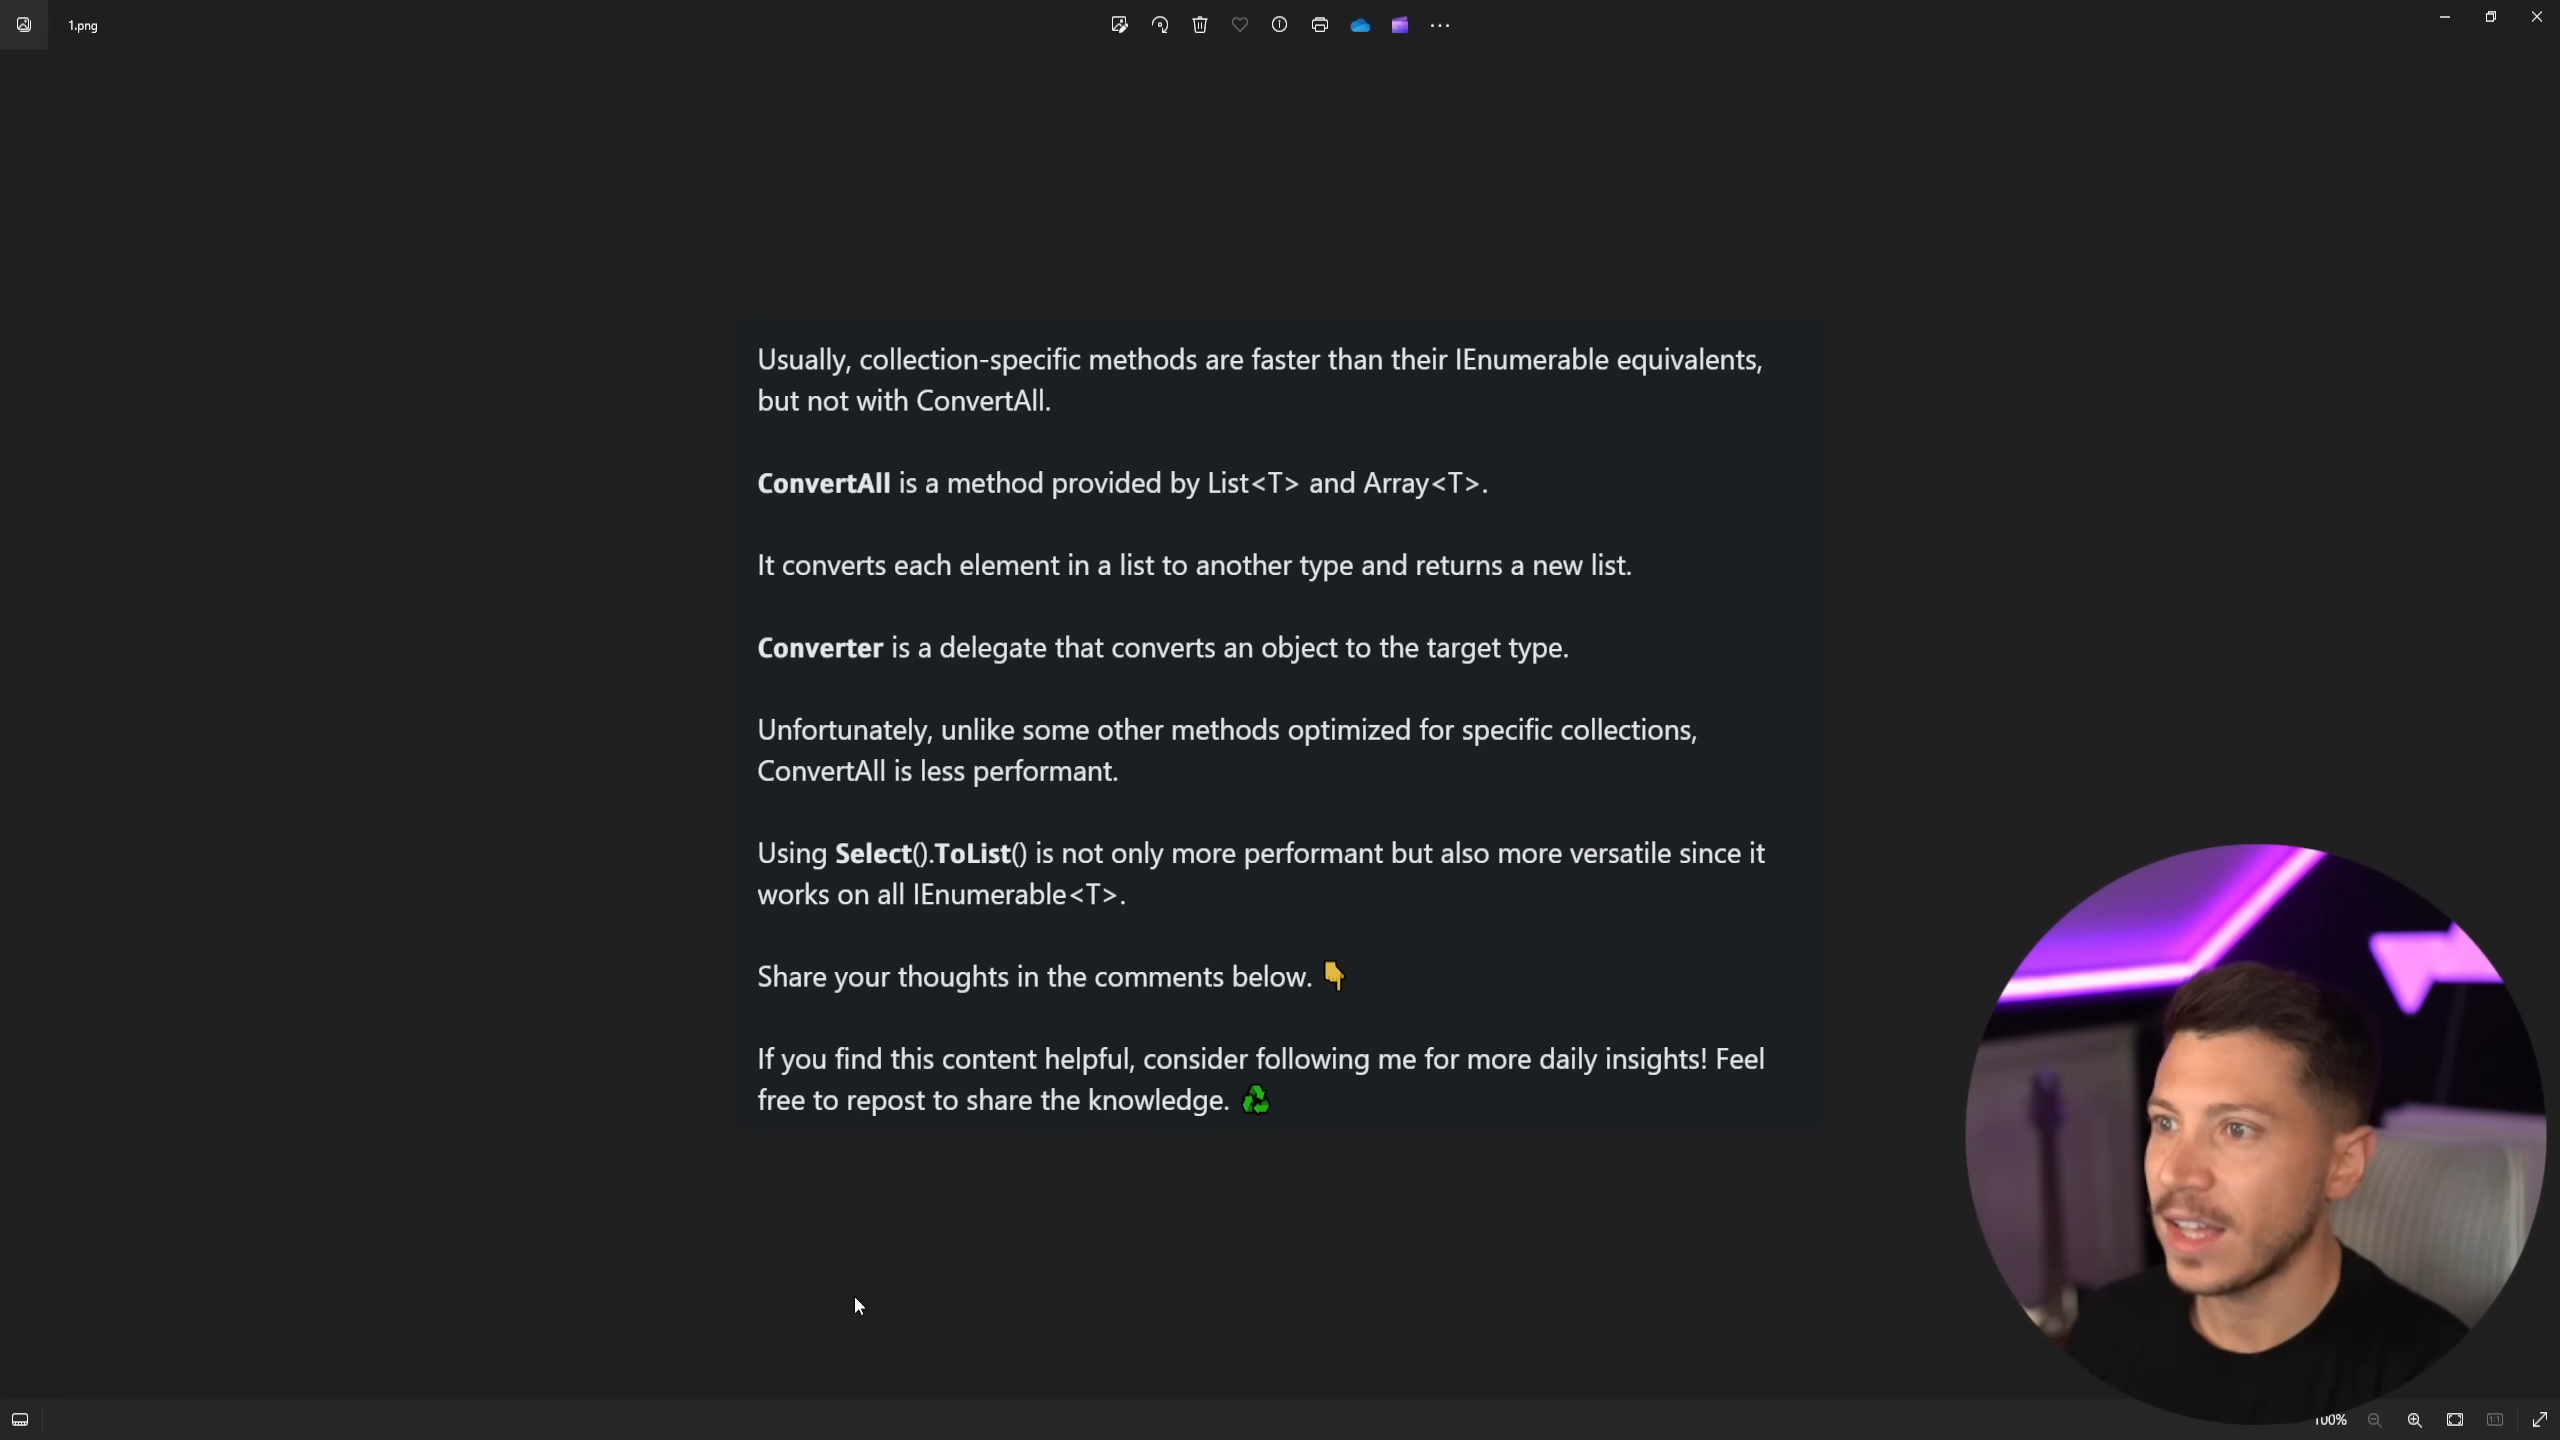 1.png
Usually, collection-specific methods are faster than their IEnumerable equivalents,
but not with ConvertAll.
ConvertAll is a method provided by List<T> and Array<T>.
It converts each element in a list to another type and returns a new list.
Converter is a delegate that converts an object to the target type.
Unfortunately, unlike some other methods optimized for specific collections,
ConvertAll is less performant.
Using Select().ToList() is not only more performant but also more versatile since it
works on all IEnumerable<T>.
Share your thoughts in the comments below. 👇
If you find this content helpful, consider following me for more daily insights! Feel
free to repost to share the knowledge. ♻
100%